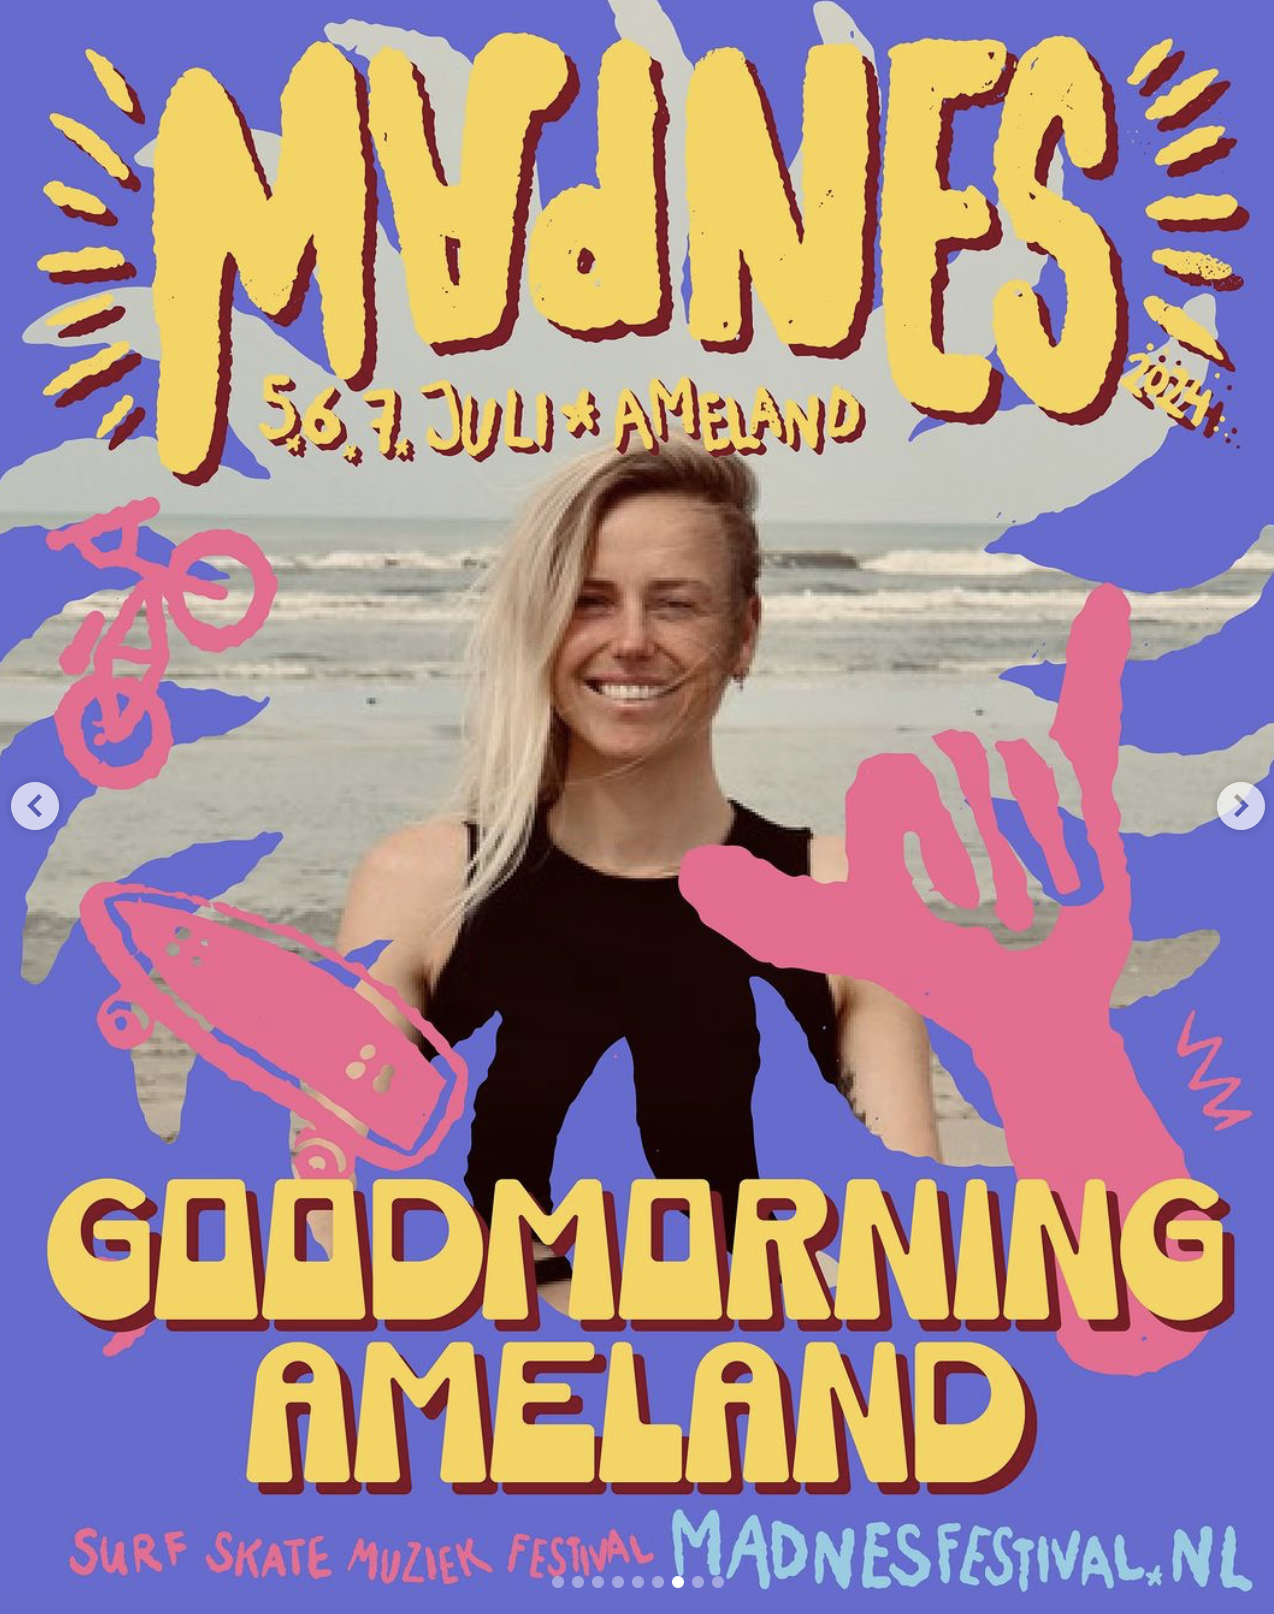 MADNES
5.6.7. JULI * AMELAND
2024!
GOODMORNING
AMELAND
SURF SKATE MUZIEK FESTIVAL MADNESFESTIVAL.NL